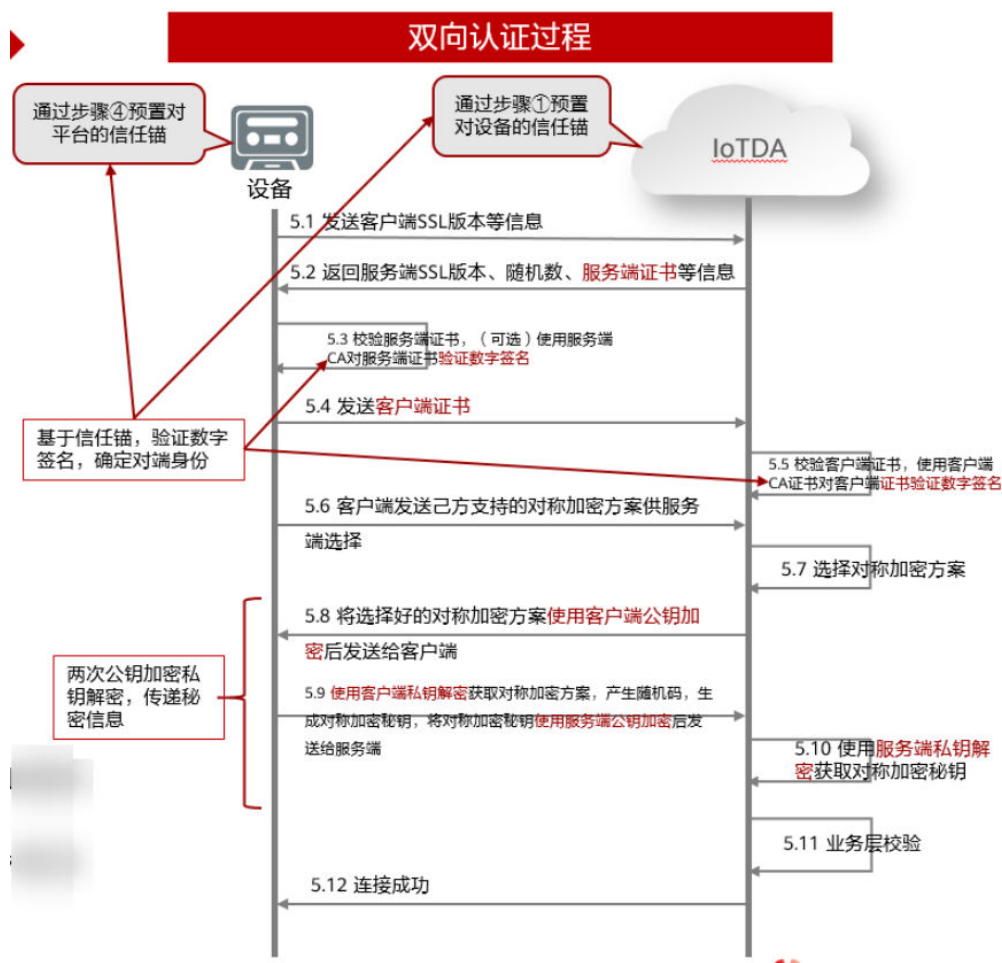 双向认证过程
通过步骤④预置对
平台的信任锚
通过步骤①预置
对设备的信任锚
IoTDA
设备
5.1 发送客户端SSL版本等信息
5.2 返回服务端SSL版本、随机数、服务端证书等信息
5.3 校验服务端证书，（可选）使用服务端
CA对服务端证书验证数字签名
5.4 发送客户端证书
基于信任锚，验证数字
签名，确定对端身份
5.5 校验客户端证书，使用客户端
CA证书对客户端证书验证数字签名
5.6 客户端发送己方支持的对称加密方案供服务
端选择
5.7 选择对称加密方案
5.8 将选择好的对称加密方案使用客户端公钥加
密后发送给客户端
两次公钥加密私
钥解密，传递秘
密信息
5.9 使用客户端私钥解密获取对称加密方案，产生随机码，生
成对称加密秘钥，将对称加密秘钥使用服务端公钥加密后发
送给服务端
5.10 使用服务端私钥解
密获取对称加密秘钥
5.11 业务层校验
5.12 连接成功